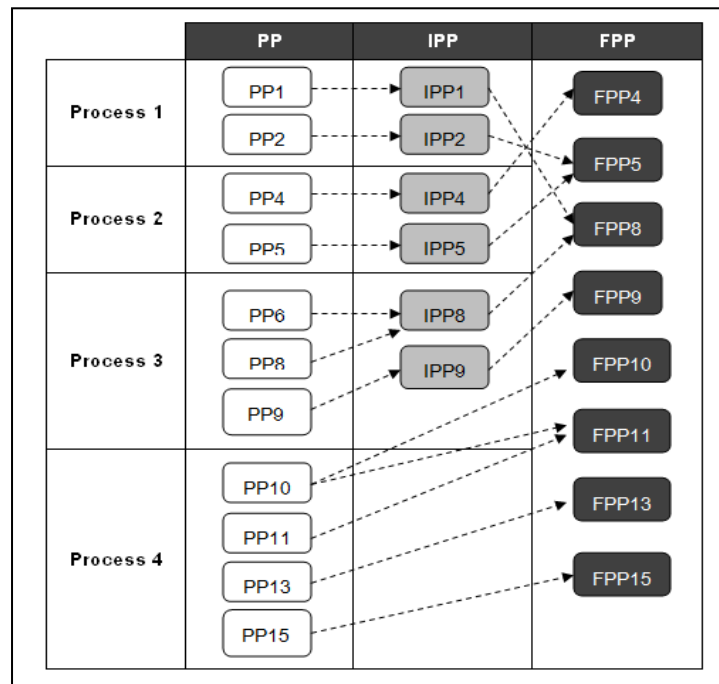 PP IPP FPP
Process 1
PP1 IPP1 FPP4
PP2 IPP2 FPP5
Process 2
PP4 IPP4 FPP8
PP5 IPP5 FPP9
Process 3
PP6 IPP8 FPP10
PP8 IPP9 FPP11
PP9
Process 4
PP10 FPP13
PP11 FPP15
PP13
PP15